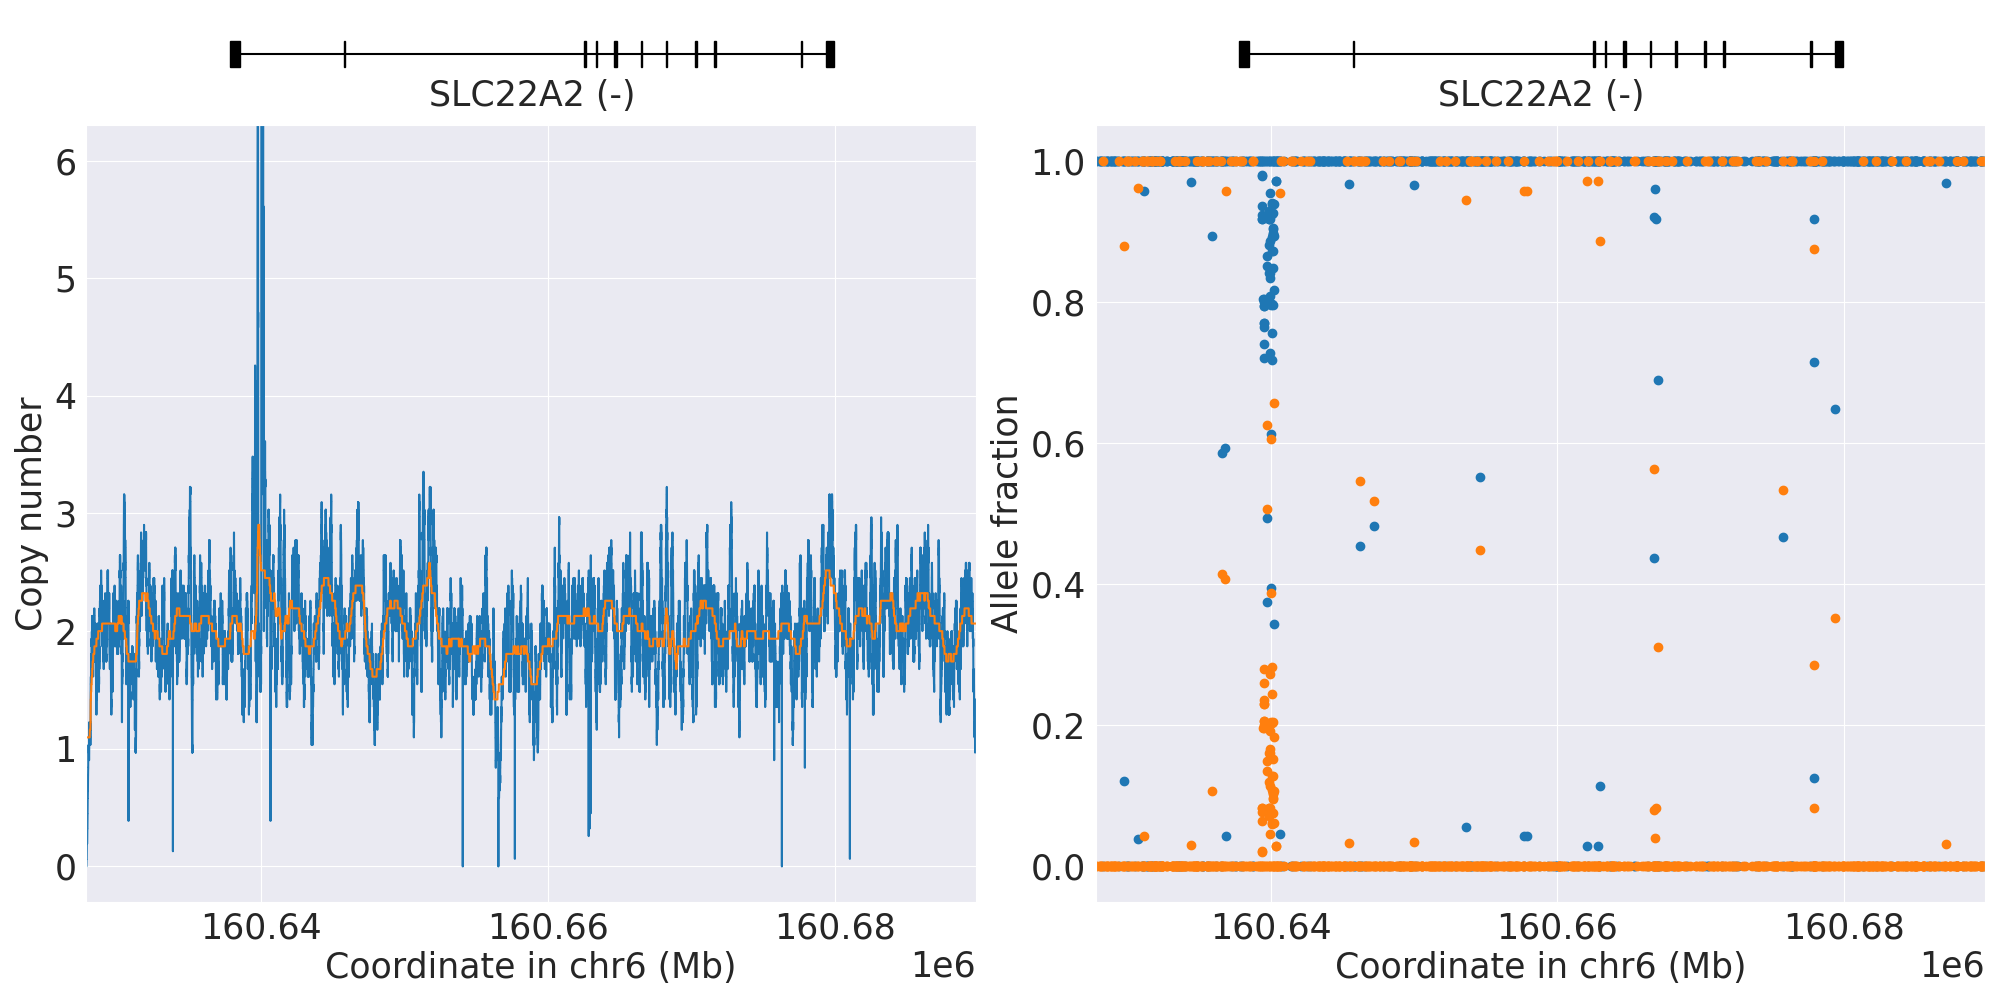 SLC22A2 (-)
6
5
4
3
2
1
0
Copy number
160.64
160.66
160.68
Coordinate in chr6 (Mb)
1e6
SLC22A2 (-)
1.0
0.8
0.6
0.4
0.2
0.0
Allele fraction
160.64
160.66
160.68
Coordinate in chr6 (Mb)
1e6